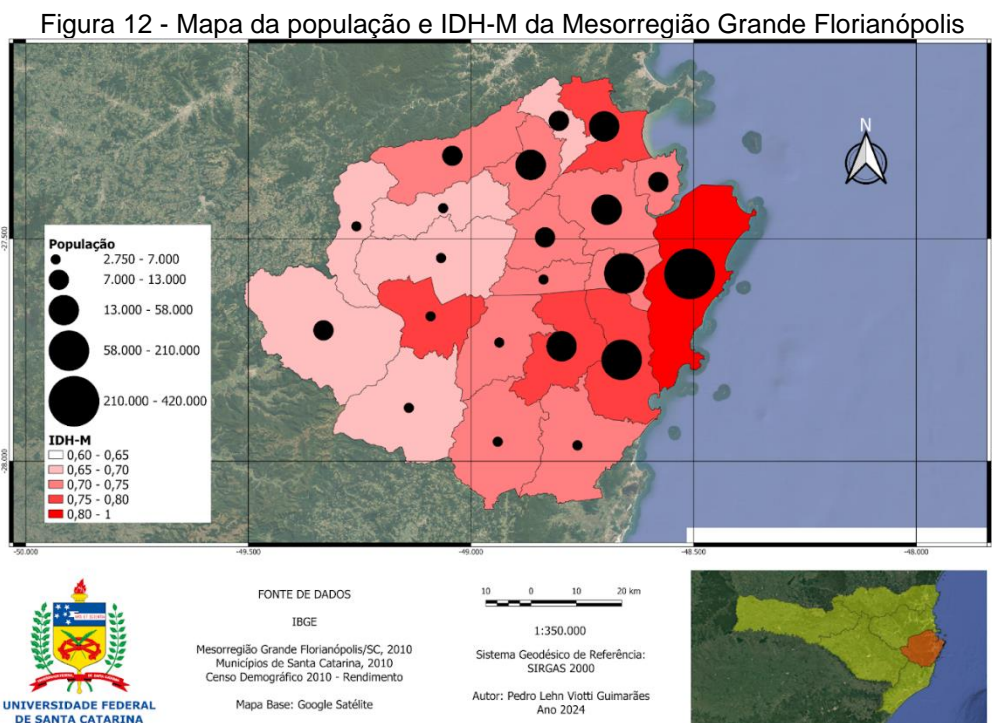 Figura 12 - Mapa da população e IDH-M da Mesorregião Grande Florianópolis
N
-27.500
-28.000
População
2.750 - 7.000
7.000 - 13.000
13.000 - 58.000
58.000 - 210.000
210.000 - 420.000
IDH-M
0,60 - 0,65
0,65 - 0,70
0,70 - 0,75
0,75 - 0,80
0,80 - 1
-50.000
-49.500
-49.000
-48.500
-48.000
UNIVERSIDADE FEDERAL
DE SANTA CATARINA
FONTE DE DADOS
IBGE
Mesorregião Grande Florianópolis/SC, 2010
Municípios de Santa Catarina, 2010
Censo Demográfico 2010 - Rendimento
Mapa Base: Google Satélite
10 0 10 20 km
1:350.000
Sistema Geodésico de Referência:
SIRGAS 2000
Autor: Pedro Lehn Viotti Guimarães
Ano 2024